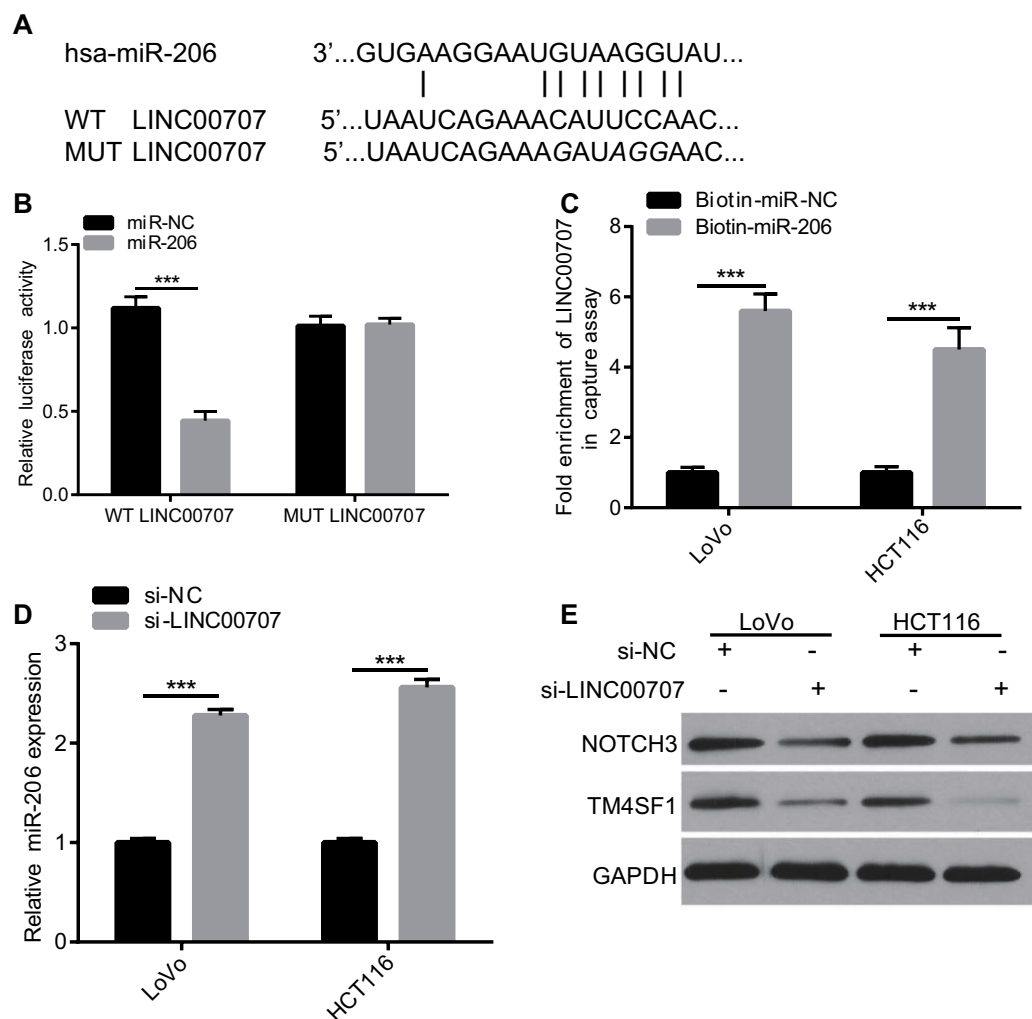 A
hsa-miR-206 3’...GUGAAGGAAUGUAAGGUAU...
WT LINC00707 5’...UAAUCAGAAACAUUCCAAC...
MUT LINC00707 5’...UAAUCAGAAAGAUAGGAAC...
B
miR-NC
miR-206
Relative luciferase activity
1.5
***
1.0
0.5
0.0
WT LINC00707 MUT LINC00707
C
Biotin-miR-NC
Biotin-miR-206
Fold enrichment of LINC00707
in capture assay
8
***
6
***
4
2
0
LoVo
HCT116
D
si-NC
si-LINC00707
Relative miR-206 expression
3
***
***
2
1
0
LoVo
HCT116
E
LoVo HCT116
si-NC + - + -
si-LINC00707 - + - +
NOTCH3
TM4SF1
GAPDH